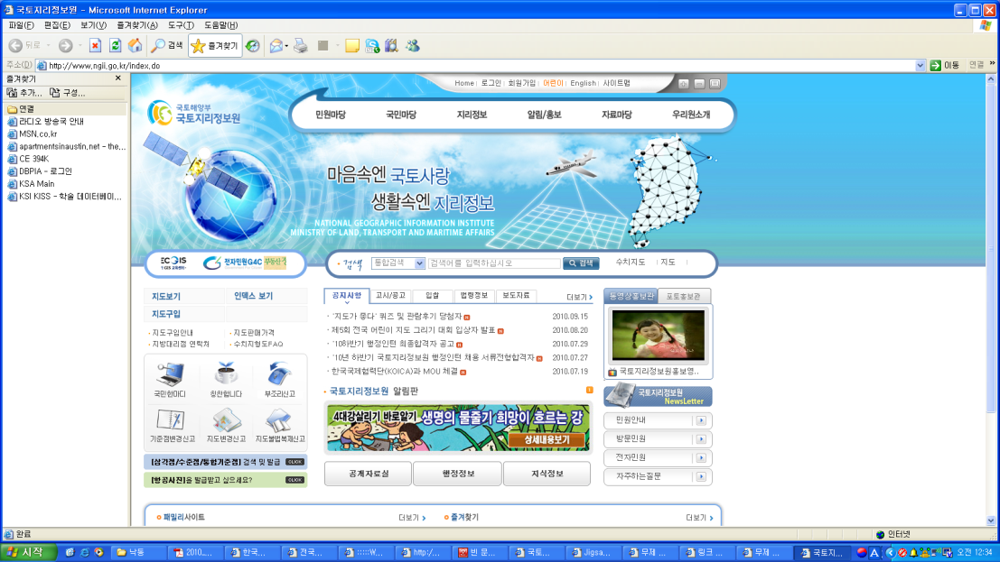 국토지리정보원 - Microsoft Internet Explorer
파일(F) 편집(E) 보기(V) 즐겨찾기(A) 도구(T) 도움말(H)
뒤로 검색 즐겨찾기
주소(D) http://www.ngii.go.kr/index.do 이동 연결 »
즐겨찾기
추가... 구성...
연결
라디오 방송국 안내
MSN.co.kr
apartmentsinaustin.net - the...
CE 394K
DBPIA - 로그인
KSA Main
KSI KISS - 학술 데이터베이...
Home 로그인 회원가입 어린이 English 사이트맵
국토해양부
국토지리정보원
민원마당 국민마당 지리정보 알림/홍보 자료마당 우리원소개
마음속엔 국토사랑
생활속엔 지리정보
NATIONAL GEOGRAPHIC INFORMATION INSTITUTE
MINISTRY OF LAND, TRANSPORT AND MARITIME AFFAIRS
전자민원G4C
검색 통합검색 검색어를 입력하십시오 검색 수치지도 지도
지도보기 인덱스 보기
지도구입
지도구입안내 지도판매가격
지방대리점 연락처 수치지형도FAQ
국민한마디 칭찬합니다 부조리신고
기준점변경신고 지도변경신고 지도불법복제신고
[삼각점/수준점/통합기준점] 검색 및 발급 CLICK
[항공사진]을 발급받고 싶으세요? CLICK
공지사항 고시/공고 입찰 법령정보 보도자료 더보기
'지도가 좋다' 퀴즈 및 관람후기 당첨자 2010.09.15
제5회 전국 어린이 지도 그리기 대회 입상자 발표 2010.08.20
'10하반기 행정인턴 최종합격자 공고 2010.07.29
'10년 하반기 국토지리정보원 행정인턴 채용 서류전형합격자 2010.07.27
한국국제협력단(KOICA)과 MOU 체결 2010.07.19
국토지리정보원 알림판
4대강살리기 바로알기 생명의 물줄기 희망이 흐르는 강
상세내용보기
공개자료실 행정정보 지식정보
동영상홍보관 포토홍보관
국토지리정보원홍보영..
국토지리정보원
NewsLetter
민원안내
방문민원
전자민원
자주하는질문
패밀리사이트 더보기 즐겨찾기 더보기
완료 인터넷
시작 낙동 2010... 한국... 전국... :::::W... http:/... 빈 문... 국토... Jigsa... 무제 ... 링크 ... 무제 ... 국토지... 오전 12:34